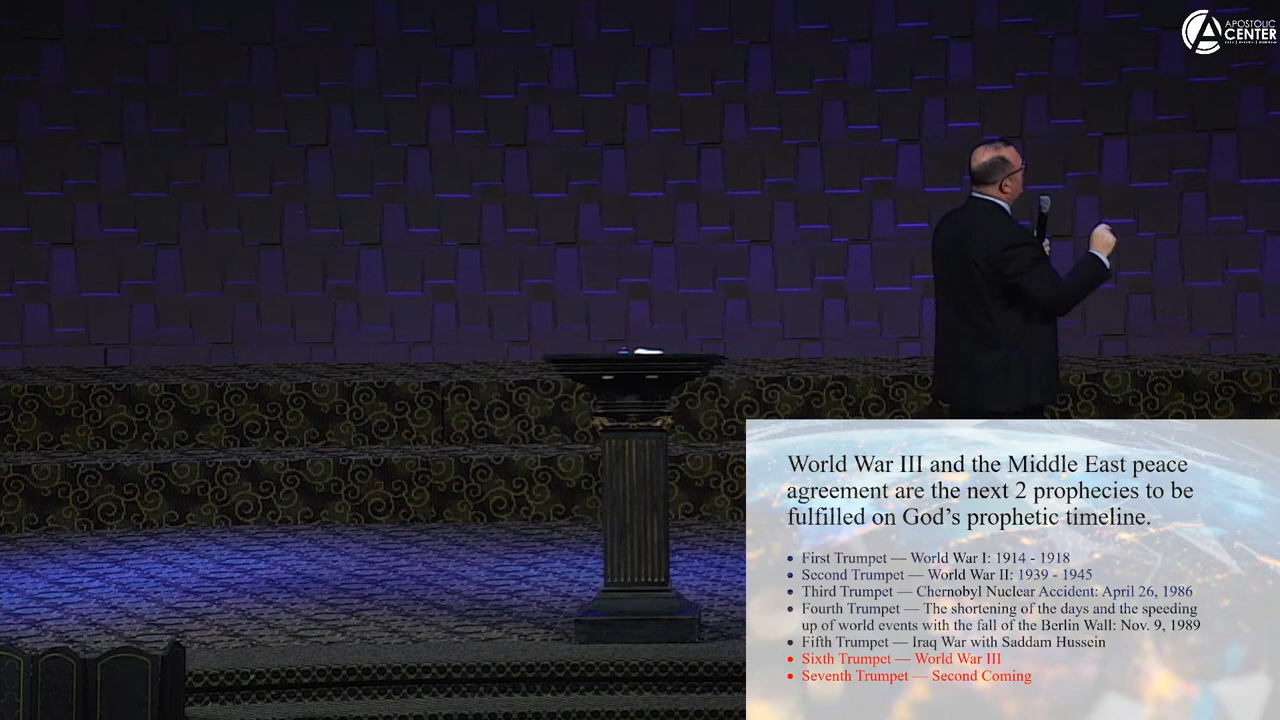 APOSTOLIC
CENTER
World War III and the Middle East peace
agreement are the next 2 prophecies to be
fulfilled on God’s prophetic timeline.
• First Trumpet — World War I: 1914 - 1918
• Second Trumpet — World War II: 1939 - 1945
• Third Trumpet — Chernobyl Nuclear Accident: April 26, 1986
• Fourth Trumpet — The shortening of the days and the speeding
up of world events with the fall of the Berlin Wall: Nov. 9, 1989
• Fifth Trumpet — Iraq War with Saddam Hussein
• Sixth Trumpet — World War III
• Seventh Trumpet — Second Coming